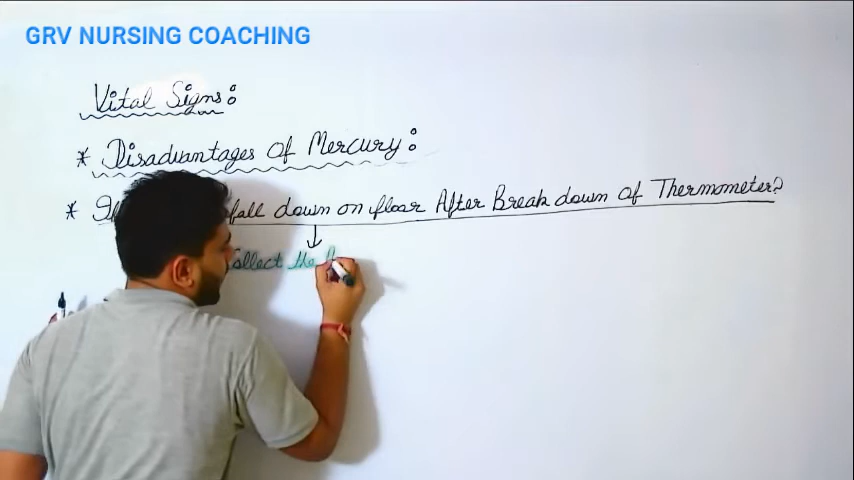 GRV NURSING COACHING
Vital Signs:
* Disadvantages of Mercury:
* fall down on floor After Break down of Thermometer?
collect the